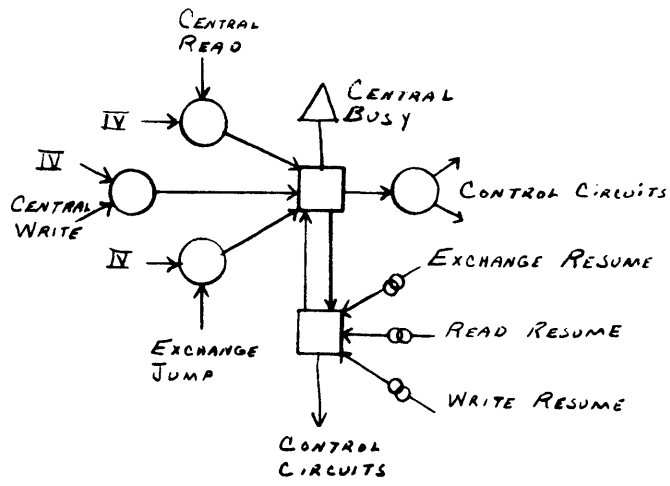 CENTRAL
READ
CENTRAL
BUSY
IV
IV
CENTRAL
WRITE
CONTROL CIRCUITS
IV
EXCHANGE RESUME
EXCHANGE
JUMP
READ RESUME
WRITE RESUME
CONTROL
CIRCUITS